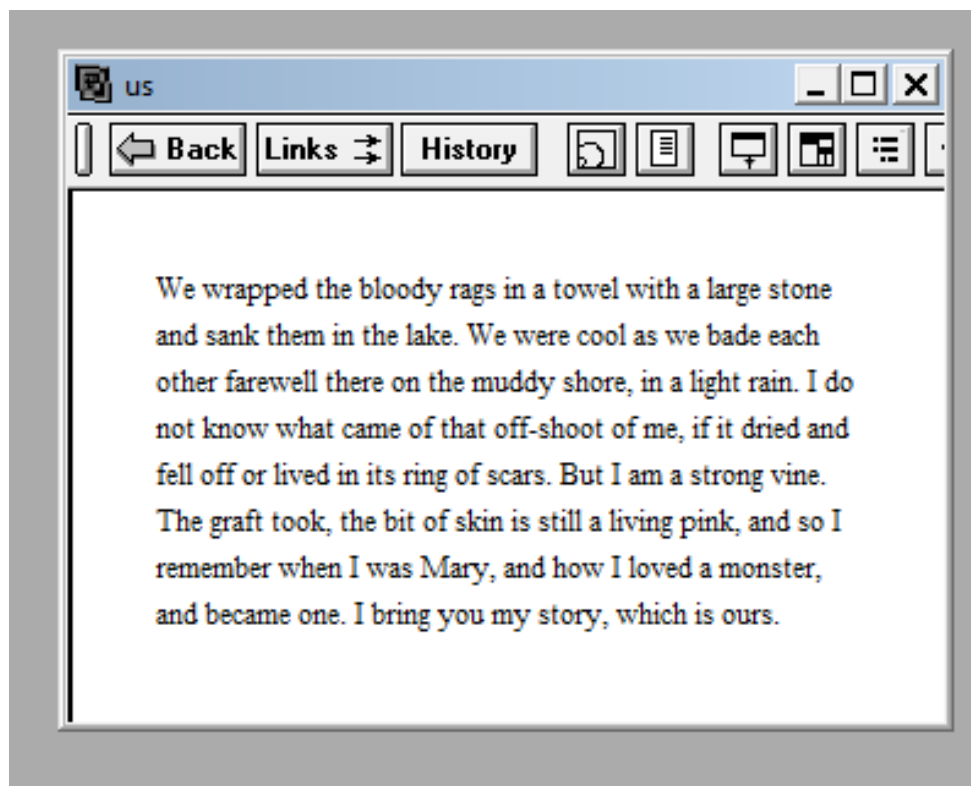 us
Back Links History
We wrapped the bloody rags in a towel with a large stone
and sank them in the lake. We were cool as we bade each
other farewell there on the muddy shore, in a light rain. I do
not know what came of that off-shoot of me, if it dried and
fell off or lived in its ring of scars. But I am a strong vine.
The graft took, the bit of skin is still a living pink, and so I
remember when I was Mary, and how I loved a monster,
and became one. I bring you my story, which is ours.